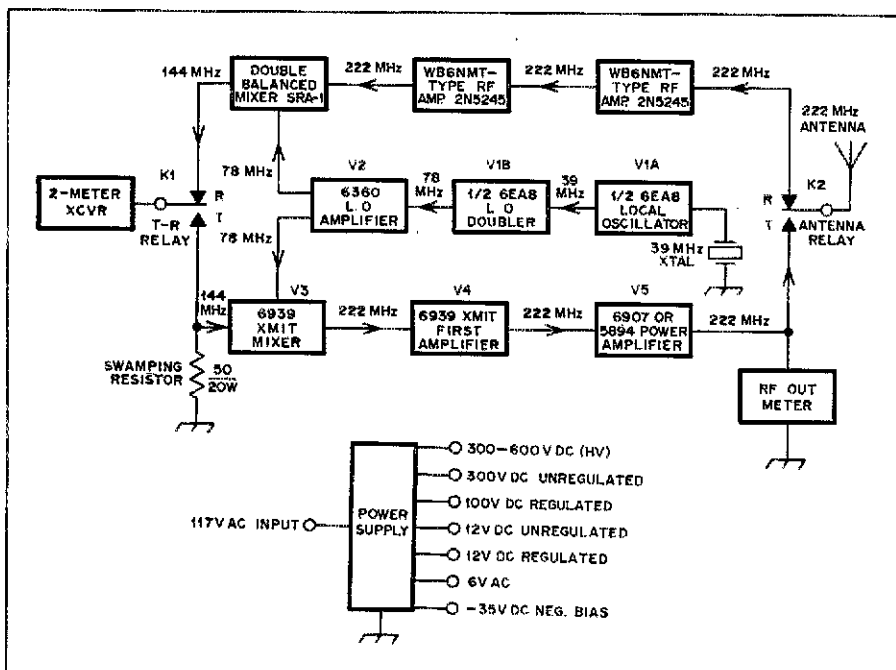 144 MHz
DOUBLE
BALANCED
MIXER SRA-1
222 MHz
WB6NMT-
TYPE RF
AMP. 2N5245
222 MHz
WB6NMT-
TYPE RF
AMP. 2N5245
222 MHz
222 MHz
ANTENNA
2-METER
XCVR
K1
R
T
T-R
RELAY
78 MHz
V2
6360
L.O
AMPLIFIER
78 MHz
V1B
1/2 6EA8
L.O
DOUBLER
39 MHz
V1A
1/2 6EA8
LOCAL
OSCILLATOR
39 MHz
XTAL
K2
R
T
ANTENNA
RELAY
78 MHz
144
MHz
V3
6939
XMIT
MIXER
222 MHz
V4
6939 XMIT
FIRST
AMPLIFIER
222 MHz
V5
6907 OR
5894 POWER
AMPLIFIER
222 MHz
SWAMPING
RESISTOR
50
20W
RF OUT
METER
117V AC INPUT
POWER
SUPPLY
300-600V DC (HV)
300V DC UNREGULATED
100V DC REGULATED
12V DC UNREGULATED
12V DC REGULATED
6V AC
-35V DC NEG. BIAS